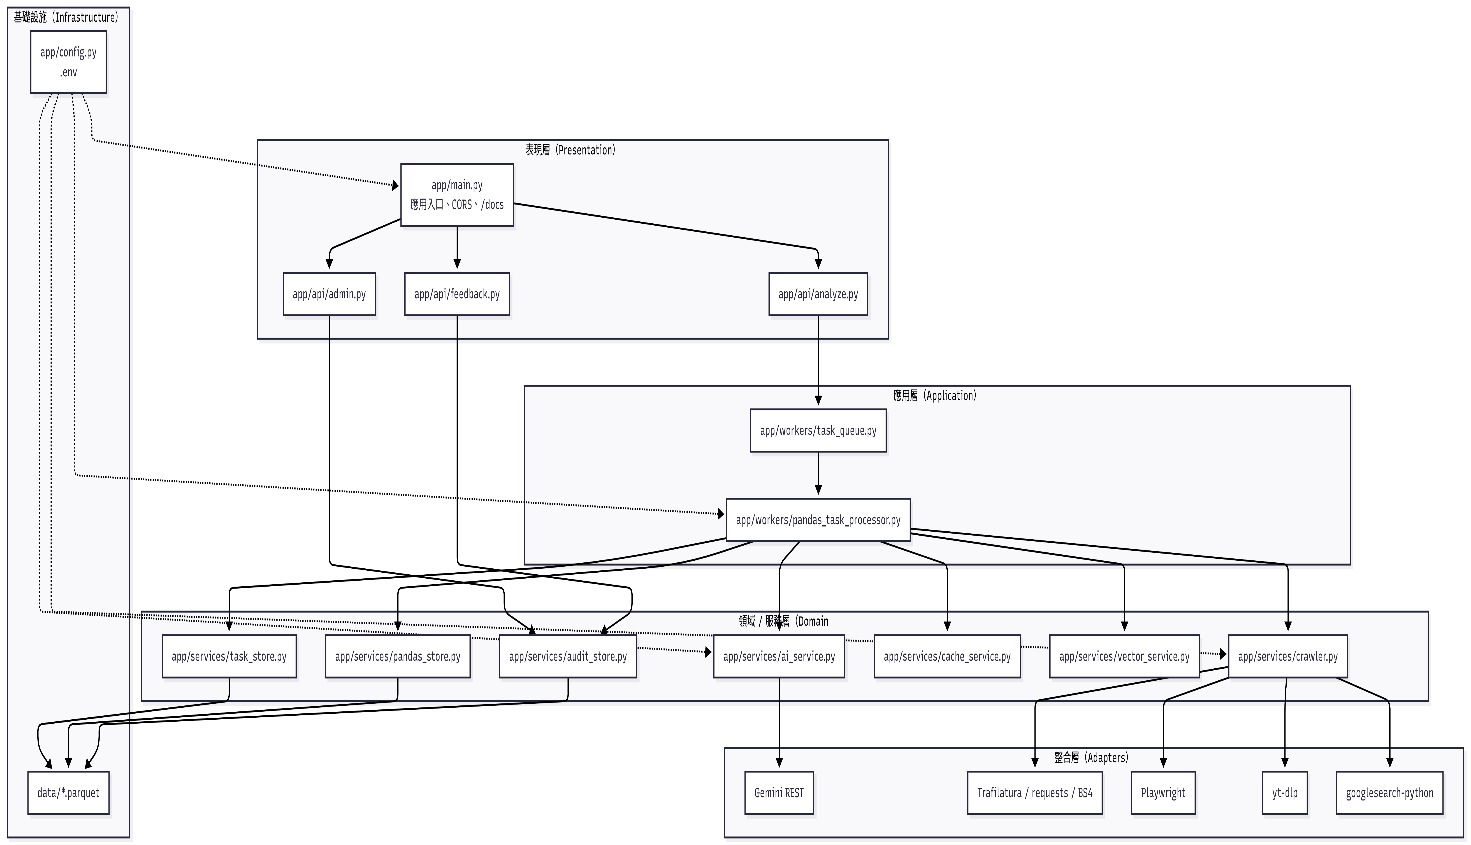 基礎設施 (Infrastructure)
app/config.py
.env
表現層 (Presentation)
app/main.py
應用入口、CORS、/docs
app/api/admin.py
app/api/feedback.py
app/api/analyze.py
應用層 (Application)
app/workers/task_queue.py
app/workers/pandas_task_processor.py
領域 / 服務層 (Domain
app/services/task_store.py
app/services/pandas_store.py
app/services/audit_store.py
app/services/ai_service.py
app/services/cache_service.py
app/services/vector_service.py
app/services/crawler.py
整合層 (Adapters)
data/*.parquet
Gemini REST
Trafilatura / requests / BS4
Playwright
yt-dlp
googlesearch-python